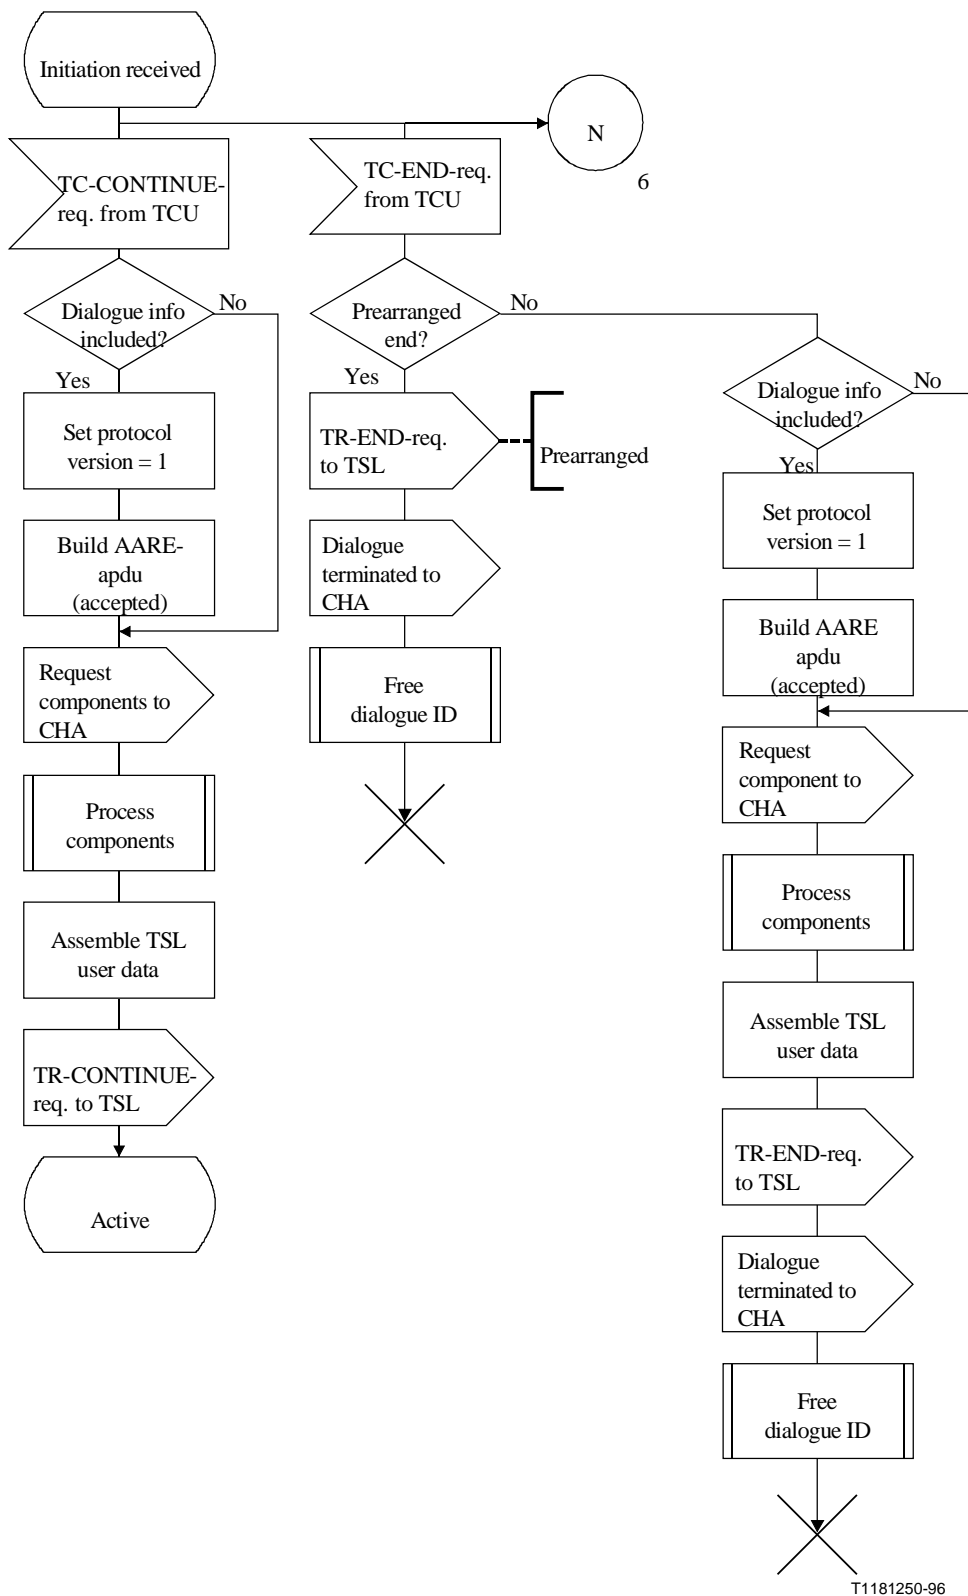 Initiation received
N
6
TC-CONTINUE-
req. from TCU
Dialogue info
included?
No
Yes
Set protocol
version = 1
Build AARE-
apdu
(accepted)
Request
components to
CHA
Process
components
Assemble TSL
user data
TR-CONTINUE-
req. to TSL
Active
TC-END-req.
from TCU
Prearranged
end?
No
Yes
TR-END-req.
to TSL
Prearranged
Dialogue
terminated to
CHA
Free
dialogue ID
Dialogue info
included?
No
Yes
Set protocol
version = 1
Build AARE
apdu
(accepted)
Request
component to
CHA
Process
components
Assemble TSL
user data
TR-END-req.
to TSL
Dialogue
terminated to
CHA
Free
dialogue ID
T1181250-96